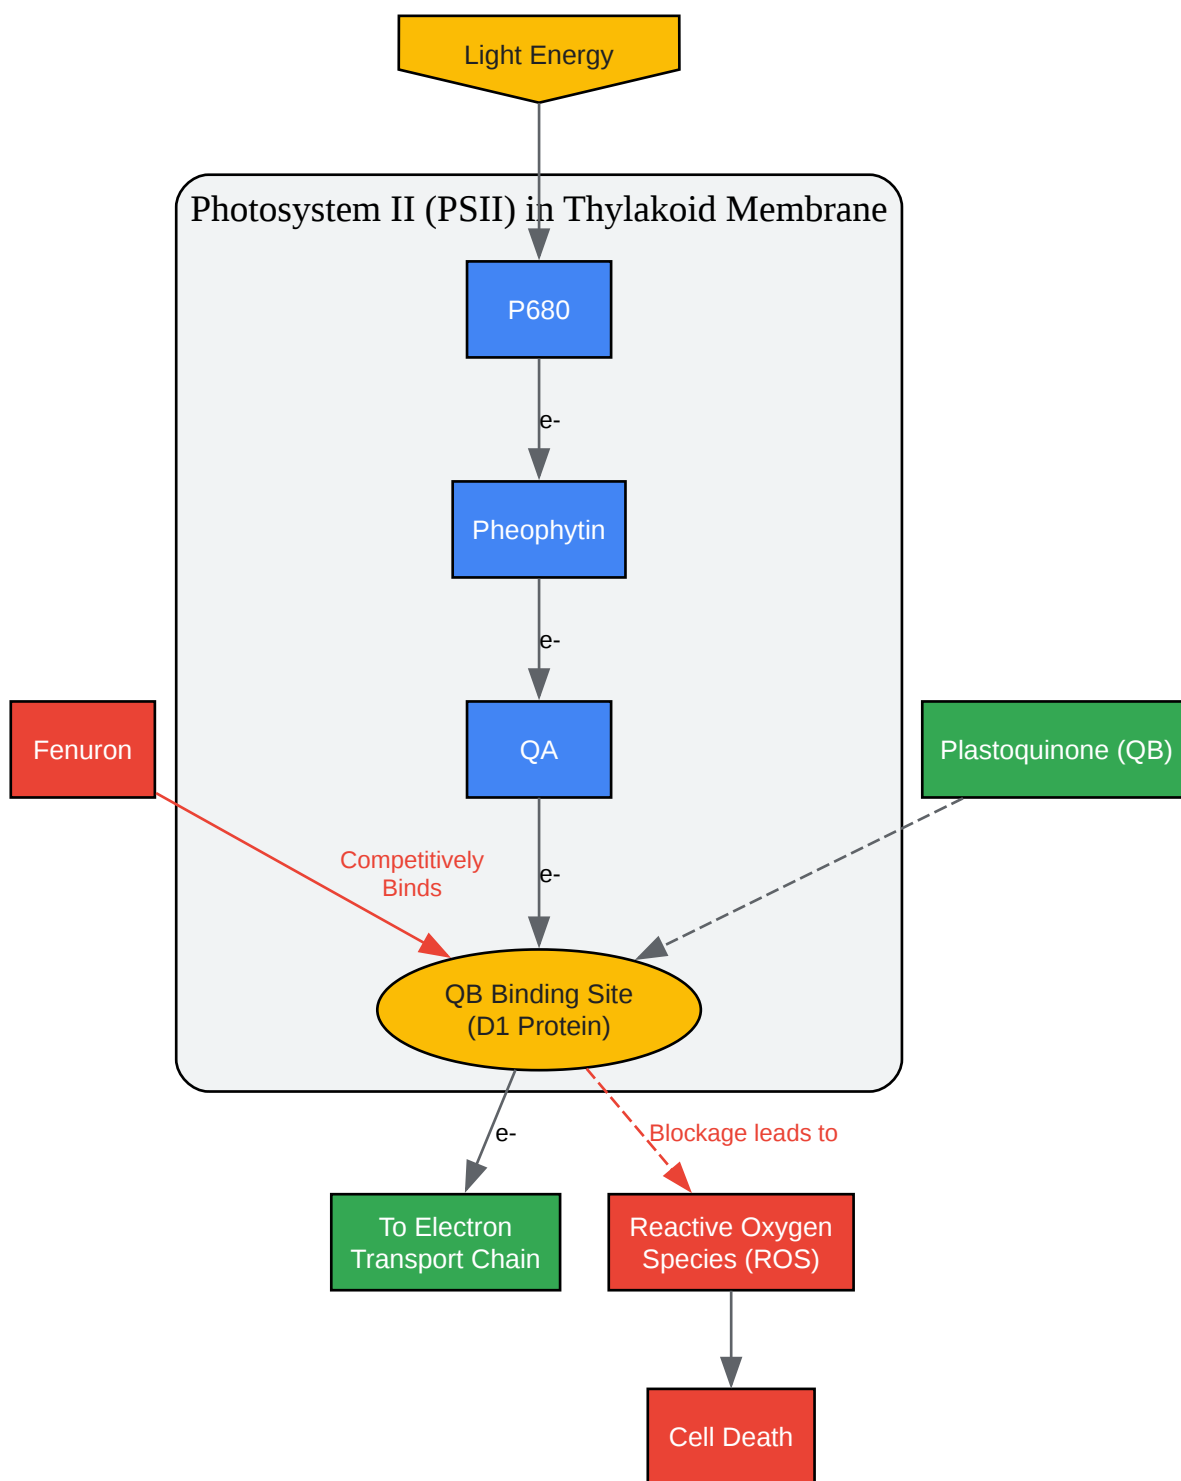 Light Energy
Photosystem II (PSII) in Thylakoid Membrane
P680
e-
Pheophytin
e-
Fenuron
QA
Plastoquinone (QB)
Competitively
Binds
e-
QB Binding Site
(D1 Protein)
e-
Blockage leads to
To Electron
Transport Chain
Reactive Oxygen
Species (ROS)
Cell Death